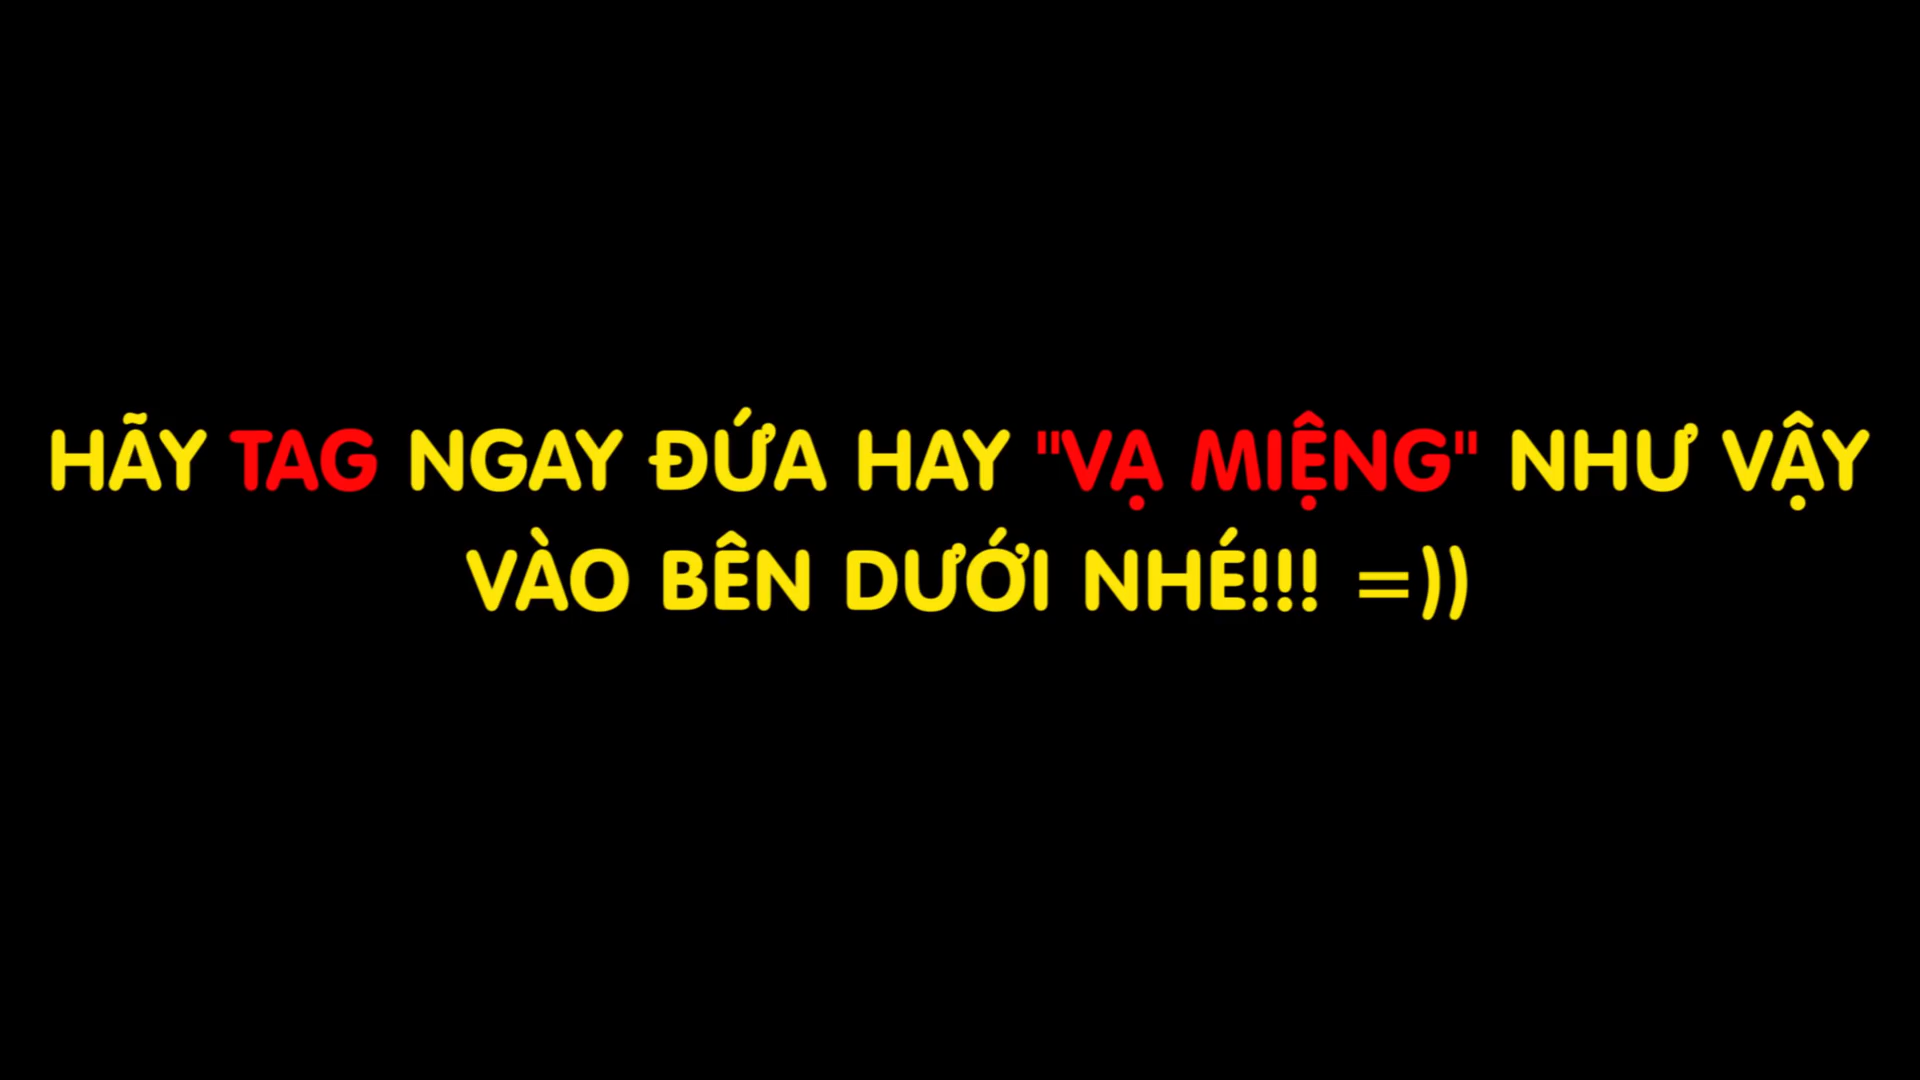 HÃY TAG NGAY ĐỨA HAY "VẠ MIỆNG" NHƯ VẬY
VÀO BÊN DƯỚI NHÉ!!! =))